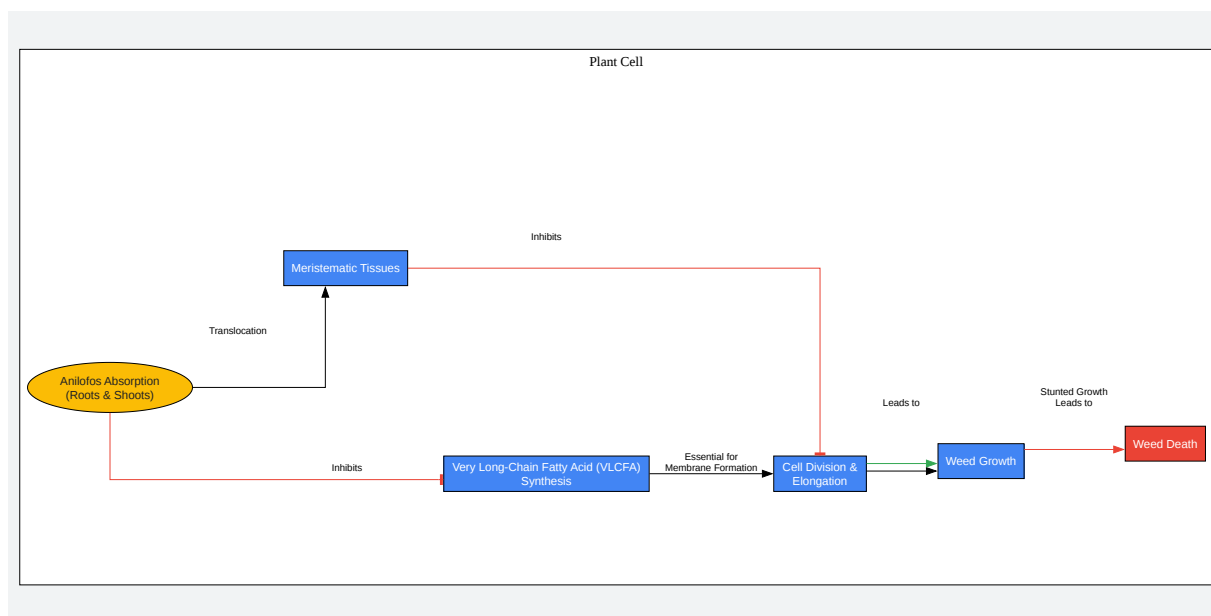 Plant Cell
Inhibits
Meristematic Tissues
Translocation
Anilofos Absorption
(Roots & Shoots)
Inhibits
Very Long-Chain Fatty Acid (VLCFA)
Synthesis
Essential for
Membrane Formation
Cell Division &
Elongation
Leads to
Weed Growth
Stunted Growth
Leads to
Weed Death